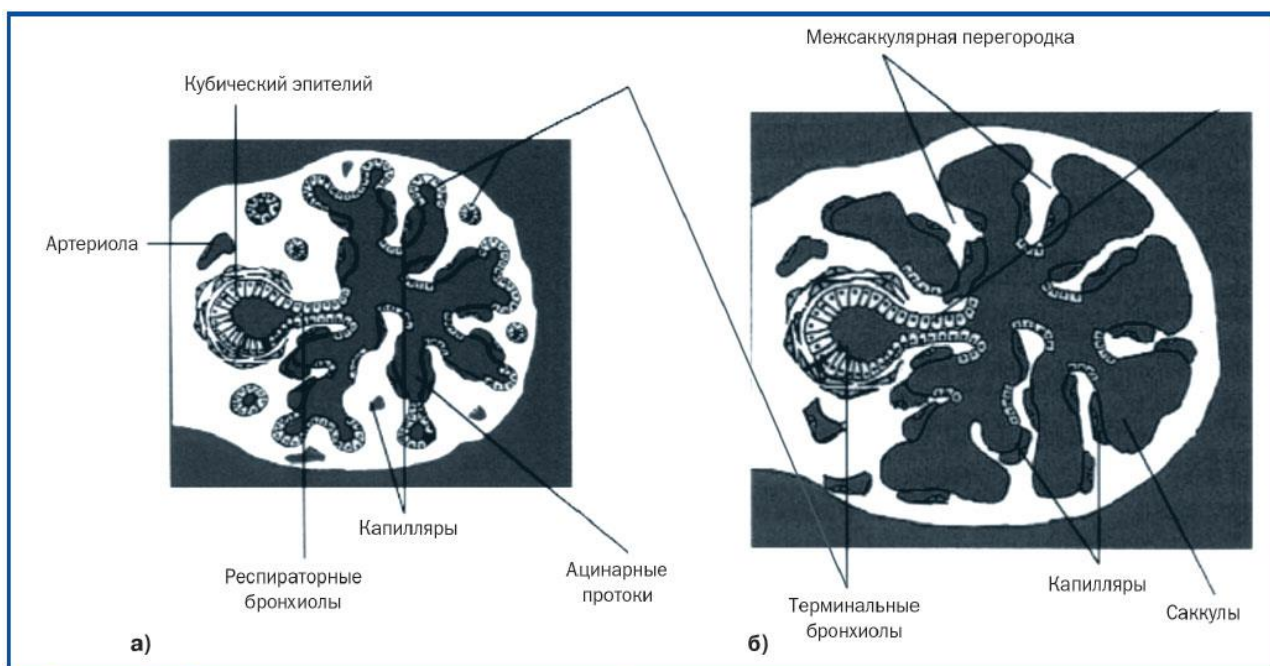 Межсаккулярная перегородка
Кубический эпителий
Артериола
Капилляры
Респираторные
бронхиолы
Ацинарные
протоки
Терминальные
бронхиолы
Капилляры
Саккулы
а)
б)